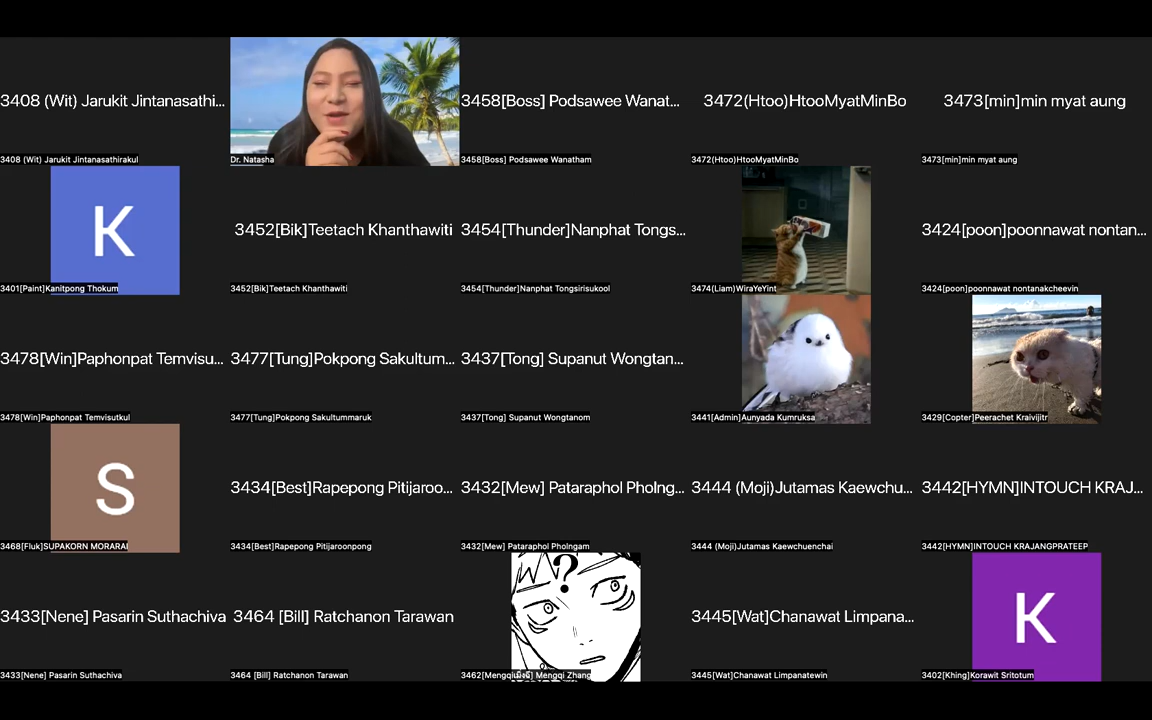 3408 (Wit) Jarukit Jintanasathi...
3408 (Wit) Jarukit Jintanasathirakul
Dr. Natasha
3458[Boss] Podsawee Wanat...
3458[Boss] Podsawee Wanatham
3472(Htoo)HtooMyatMinBo
3472(Htoo)HtooMyatMinBo
3473[min]min myat aung
3473[min]min myat aung
K
3401[Paint]Kanitpong Thokum
3452[Bik]Teetach Khanthawiti
3452[Bik]Teetach Khanthawiti
3454[Thunder]Nanphat Tongs...
3454[Thunder]Nanphat Tongsirisukool
3474(Liam)WiraYeYint
3424[poon]poonnawat nontan...
3424[poon]poonnawat nontanakcheevin
3478[Win]Paphonpat Temvisu...
3478[Win]Paphonpat Temvisutkul
3477[Tung]Pokpong Sakultum...
3477[Tung]Pokpong Sakultummaruk
3437[Tong] Supanut Wongtan...
3437[Tong] Supanut Wongtanom
3441[Admin]Aunyada Kumruksa
3429[Copter]Peerachet Kraivijitr
S
3468[Fluk]SUPAKORN MORARAI
3434[Best]Rapepong Pitijaroo...
3434[Best]Rapepong Pitijaroonpong
3432[Mew] Pataraphol Pholng...
3432[Mew] Pataraphol Pholngam
3444 (Moji)Jutamas Kaewchu...
3444 (Moji)Jutamas Kaewchuenchai
3442[HYMN]INTOUCH KRAJ...
3442[HYMN]INTOUCH KRAJANGPRATEEP
3433[Nene] Pasarin Suthachiva
3433[Nene] Pasarin Suthachiva
3464 [Bill] Ratchanon Tarawan
3464 [Bill] Ratchanon Tarawan
?
Mengqi Zhang
3445[Wat]Chanawat Limpana...
3445[Wat]Chanawat Limpanatewin
K
3402[Khing]Korawit Sritotum